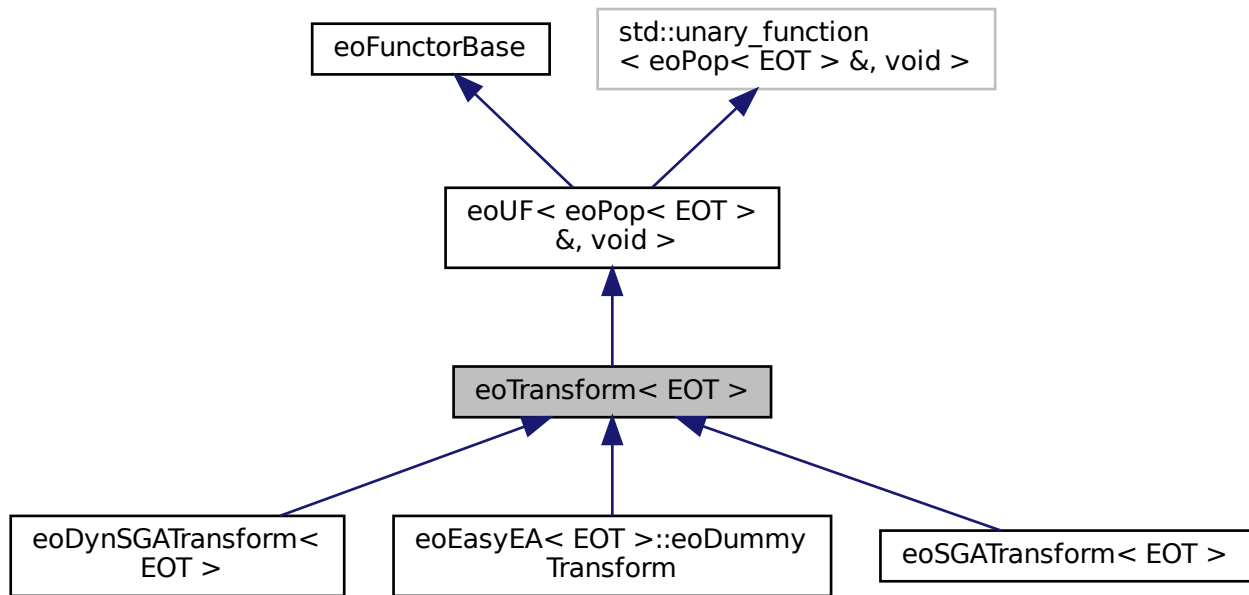 eoFunctorBase
std::unary_function
< eoPop< EOT > &, void >
eoUF< eoPop< EOT >
&, void >
eoTransform< EOT >
eoDynSGATransform<
EOT >
eoEasyEA< EOT >::eoDummy
Transform
eoSGATransform< EOT >